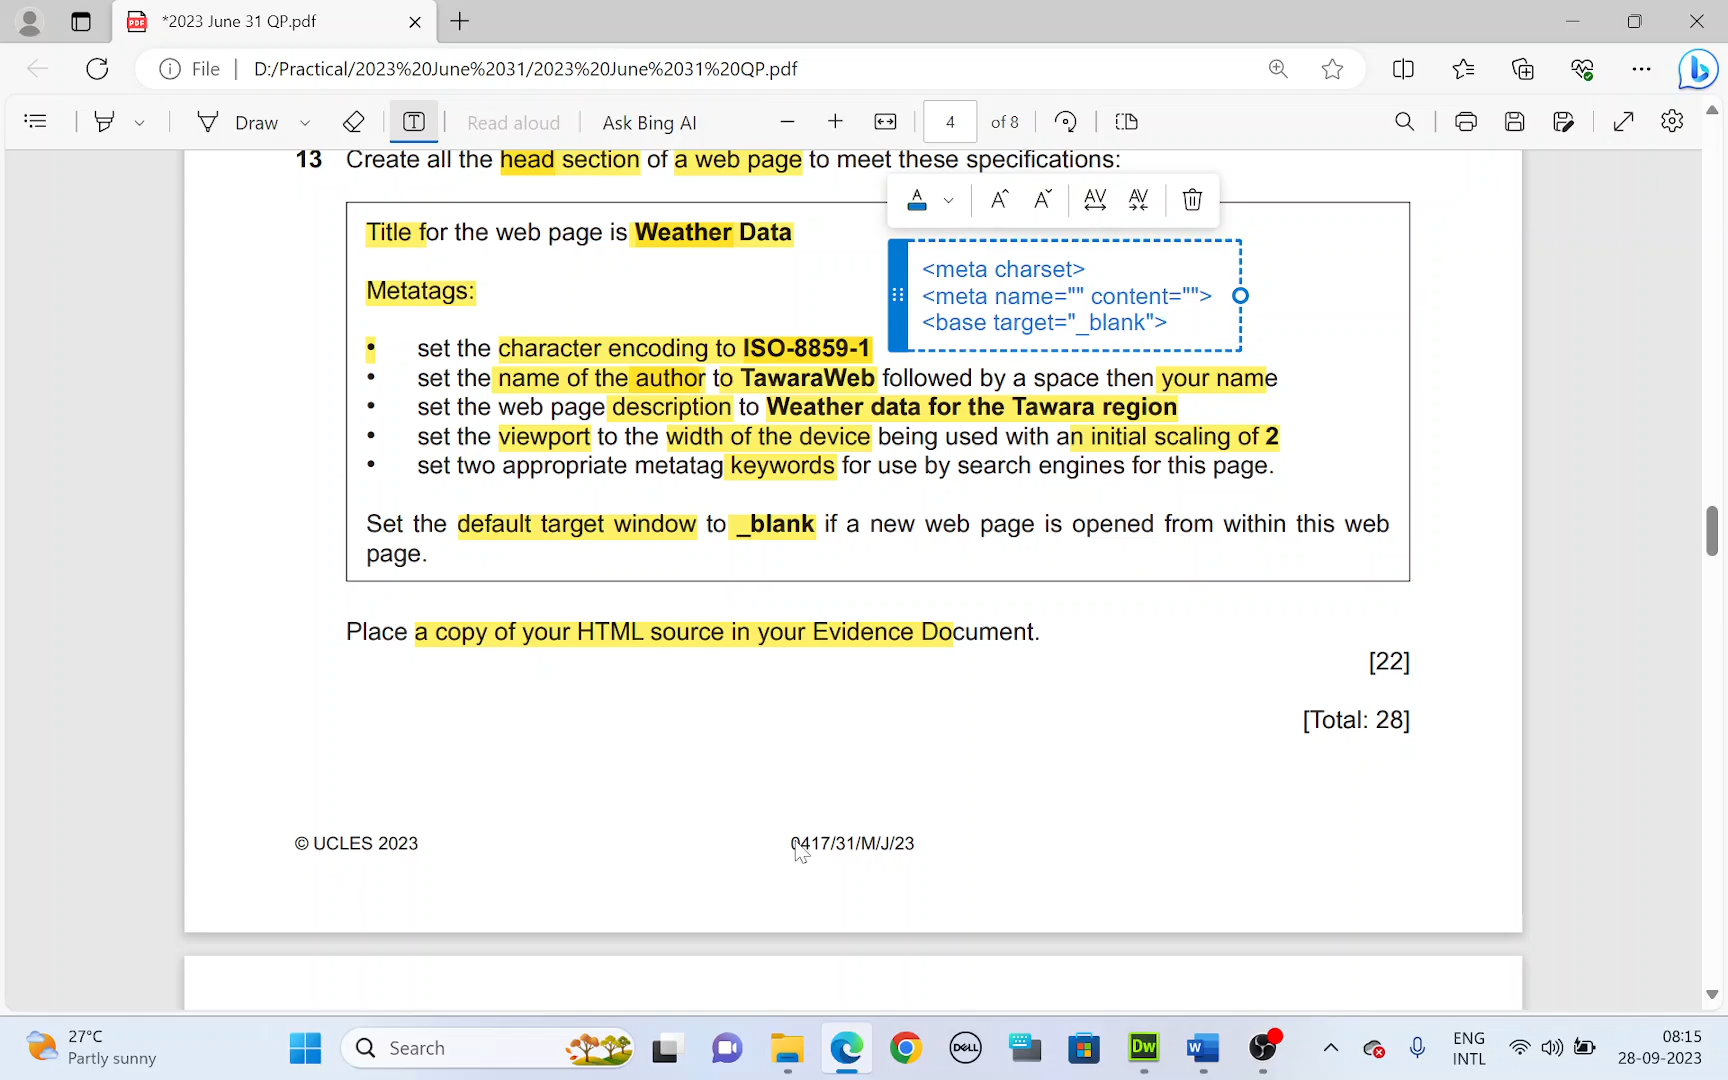 *2023 June 31 QP.pdf
File
D:/Practical/2023%20June%2031/2023%20June%2031%20QP.pdf
Draw
Read aloud
Ask Bing AI
4
of 8
13 Create all the head section of a web page to meet these specifications:
Title for the web page is Weather Data
<meta charset>
<meta name="" content="">
<base target="_blank">
Metatags:
• set the character encoding to ISO-8859-1
• set the name of the author to TawaraWeb followed by a space then your name
• set the web page description to Weather data for the Tawara region
• set the viewport to the width of the device being used with an initial scaling of 2
• set two appropriate metatag keywords for use by search engines for this page.
Set the default target window to _blank if a new web page is opened from within this web
page.
Place a copy of your HTML source in your Evidence Document.
[22]
[Total: 28]
© UCLES 2023
0417/31/M/J/23
27°C
Partly sunny
Search
DELL
Dw
W
ENG
INTL
08:15
28-09-2023